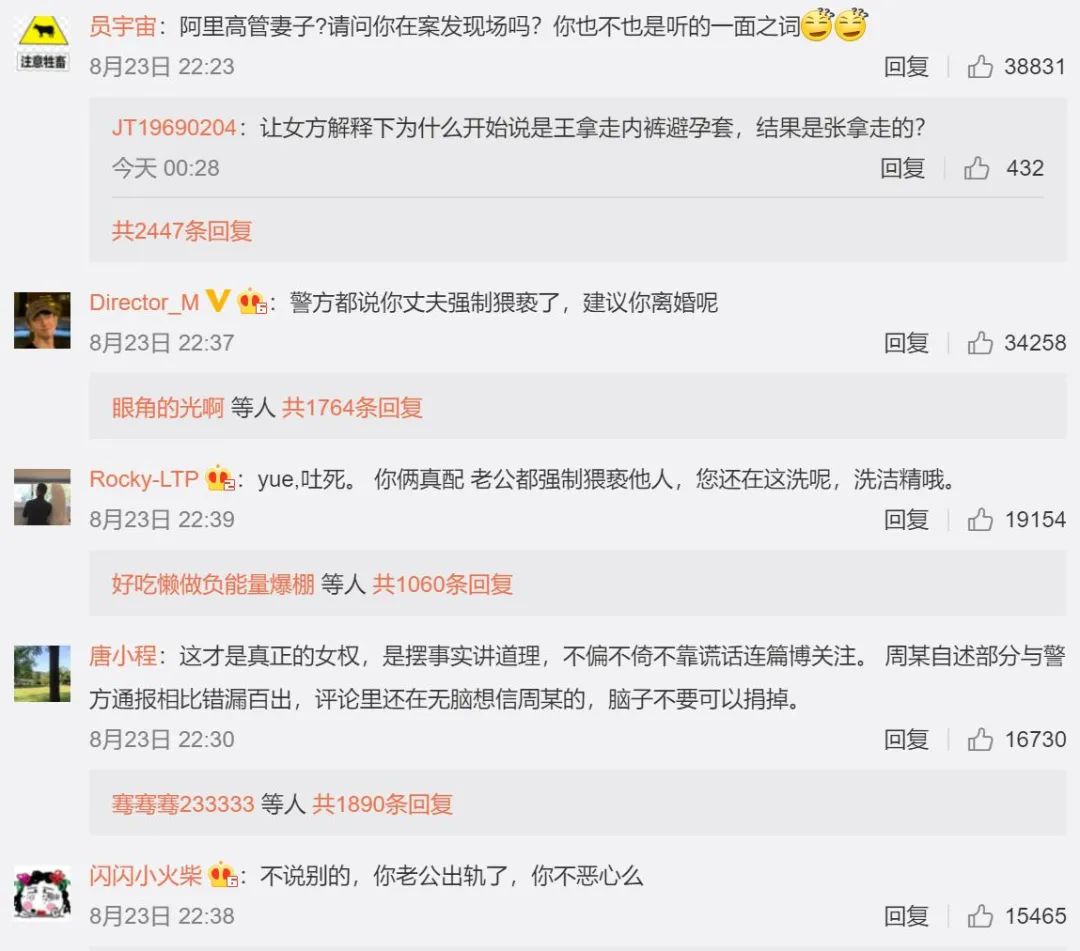 注意牲畜
员宇宙：阿里高管妻子?请问你在案发现场吗？你也不也是听的一面之词
8月23日 22:23 回复 38831
JT19690204：让女方解释下为什么开始说是王拿走内裤避孕套，结果是张拿走的？
今天 00:28 回复 432
共2447条回复
Director_M：警方都说你丈夫强制猥亵了，建议你离婚呢
8月23日 22:37 回复 34258
眼角的光啊 等人 共1764条回复
Rocky-LTP：yue,吐死。 你俩真配 老公都强制猥亵他人，您还在这洗呢，洗洁精哦。
8月23日 22:39 回复 19154
好吃懒做负能量爆棚 等人 共1060条回复
唐小程：这才是真正的女权，是摆事实讲道理，不偏不倚不靠谎话连篇博关注。 周某自述部分与警
方通报相比错漏百出，评论里还在无脑想信周某的，脑子不要可以捐掉。
8月23日 22:30 回复 16730
骞骞骞233333 等人 共1890条回复
闪闪小火柴：不说别的，你老公出轨了，你不恶心么
8月23日 22:38 回复 15465